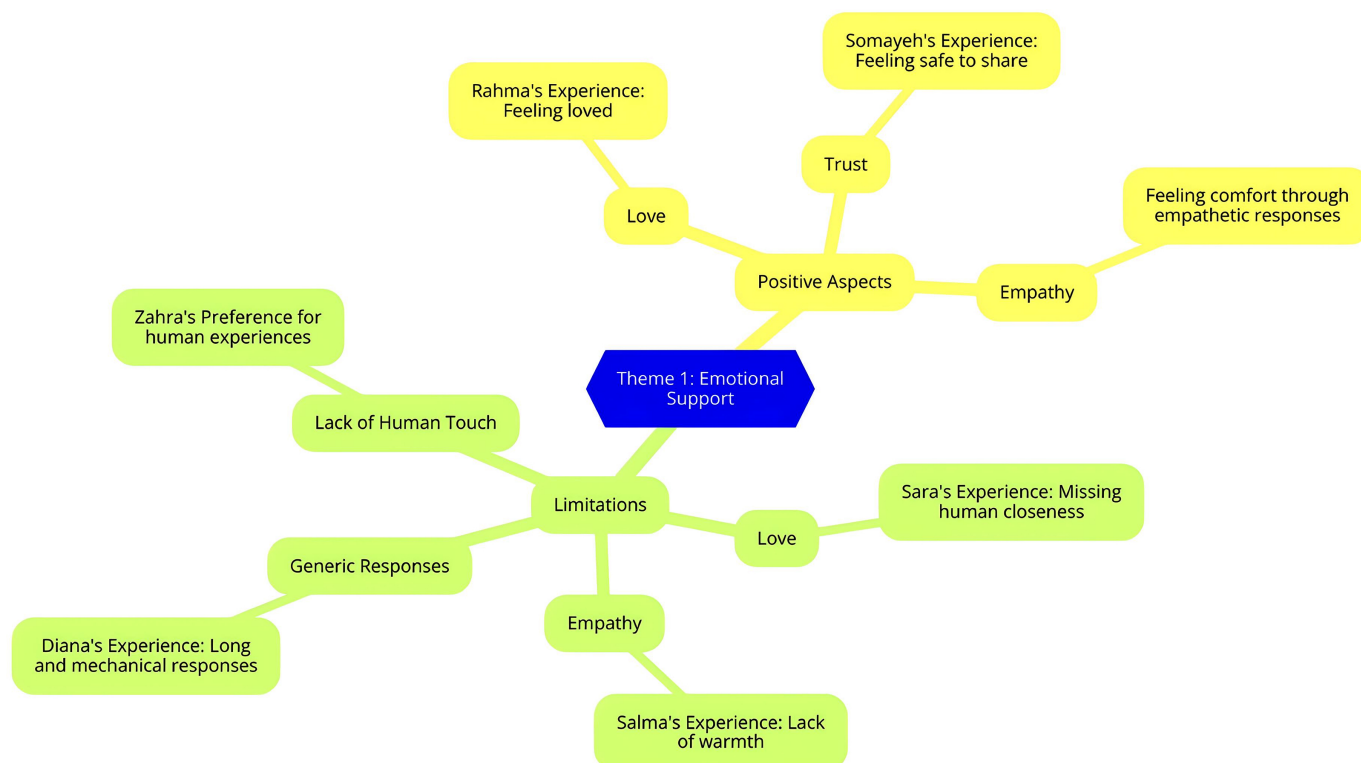 Somayeh's Experience:
Feeling safe to share
Rahma's Experience:
Feeling loved
Trust
Feeling comfort through
empathetic responses
Love
Positive Aspects
Empathy
Zahra's Preference for
human experiences
Theme 1: Emotional
Support
Lack of Human Touch
Limitations
Sara's Experience: Missing
human closeness
Love
Generic Responses
Empathy
Diana's Experience: Long
and mechanical responses
Salma's Experience: Lack
of warmth